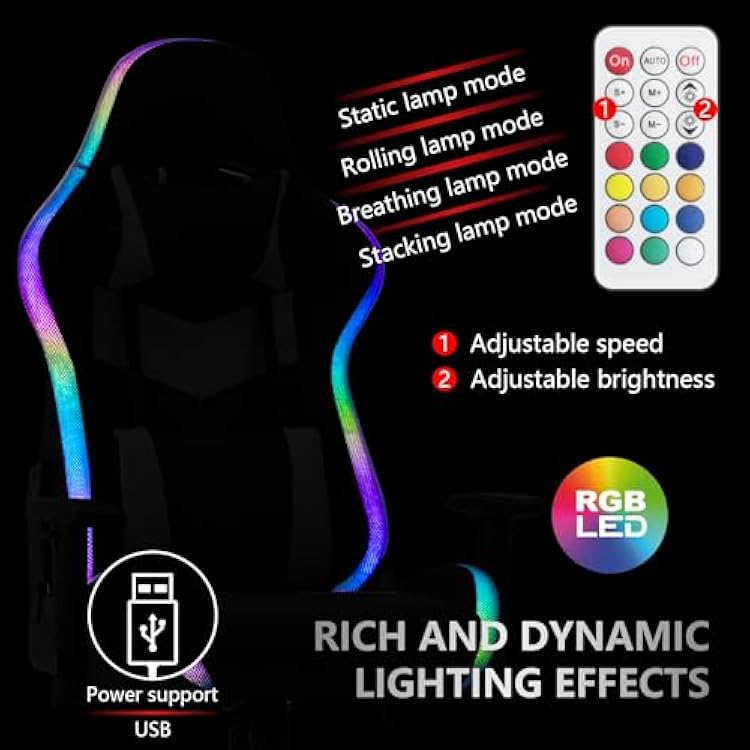 On AUTO Off
S+ M+
1 2
S- M-
Static lamp mode
Rolling lamp mode
Breathing lamp mode
Stacking lamp mode
1 Adjustable speed
2 Adjustable brightness
RGB
LED
RICH AND DYNAMIC
LIGHTING EFFECTS
Power support
USB